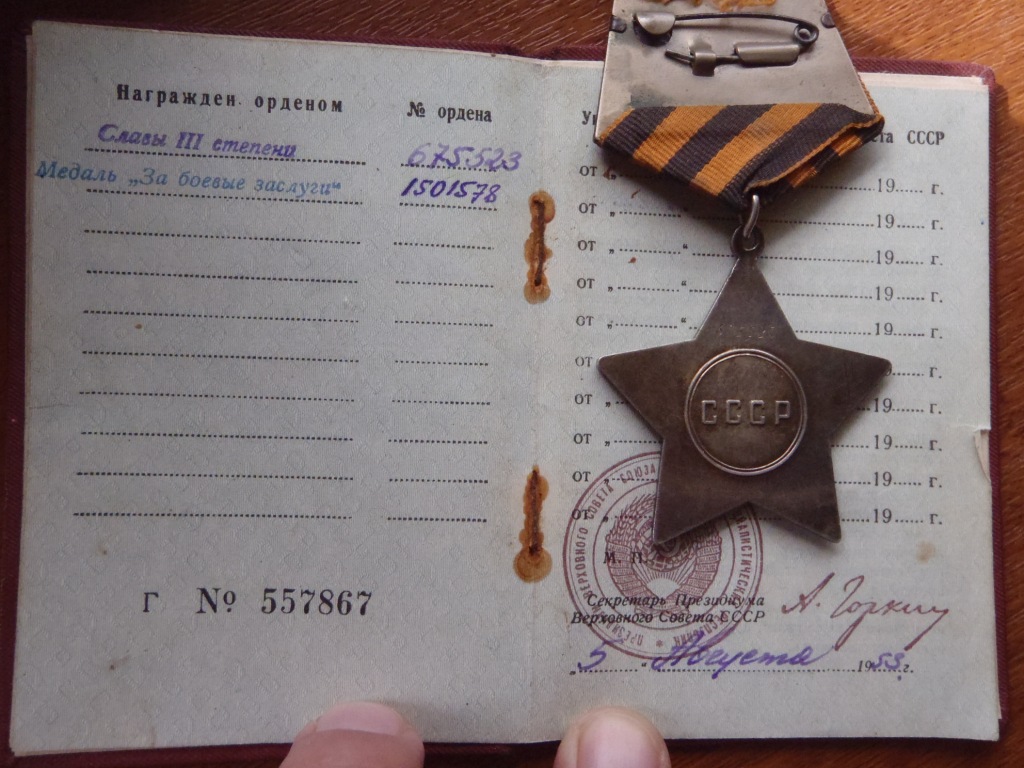 Награжден орденом
№ ордена
Славы III степени
675523
Медаль „За боевые заслуги“
1501578
Г № 557867
СССР
от „ “ 19 г.
от „ “ 19 г.
от „ “ 19 г.
от „ “ 19 г.
от „ “ 19 г.
от „ 19 г.
от „ 19 г.
от „ 19 г.
от „ 19 г.
от „ 19 г.
СССР
М. П.
Секретарь Президиума
Верховного Совета СССР
А. Горкин
„5“ Августа 1953 г.